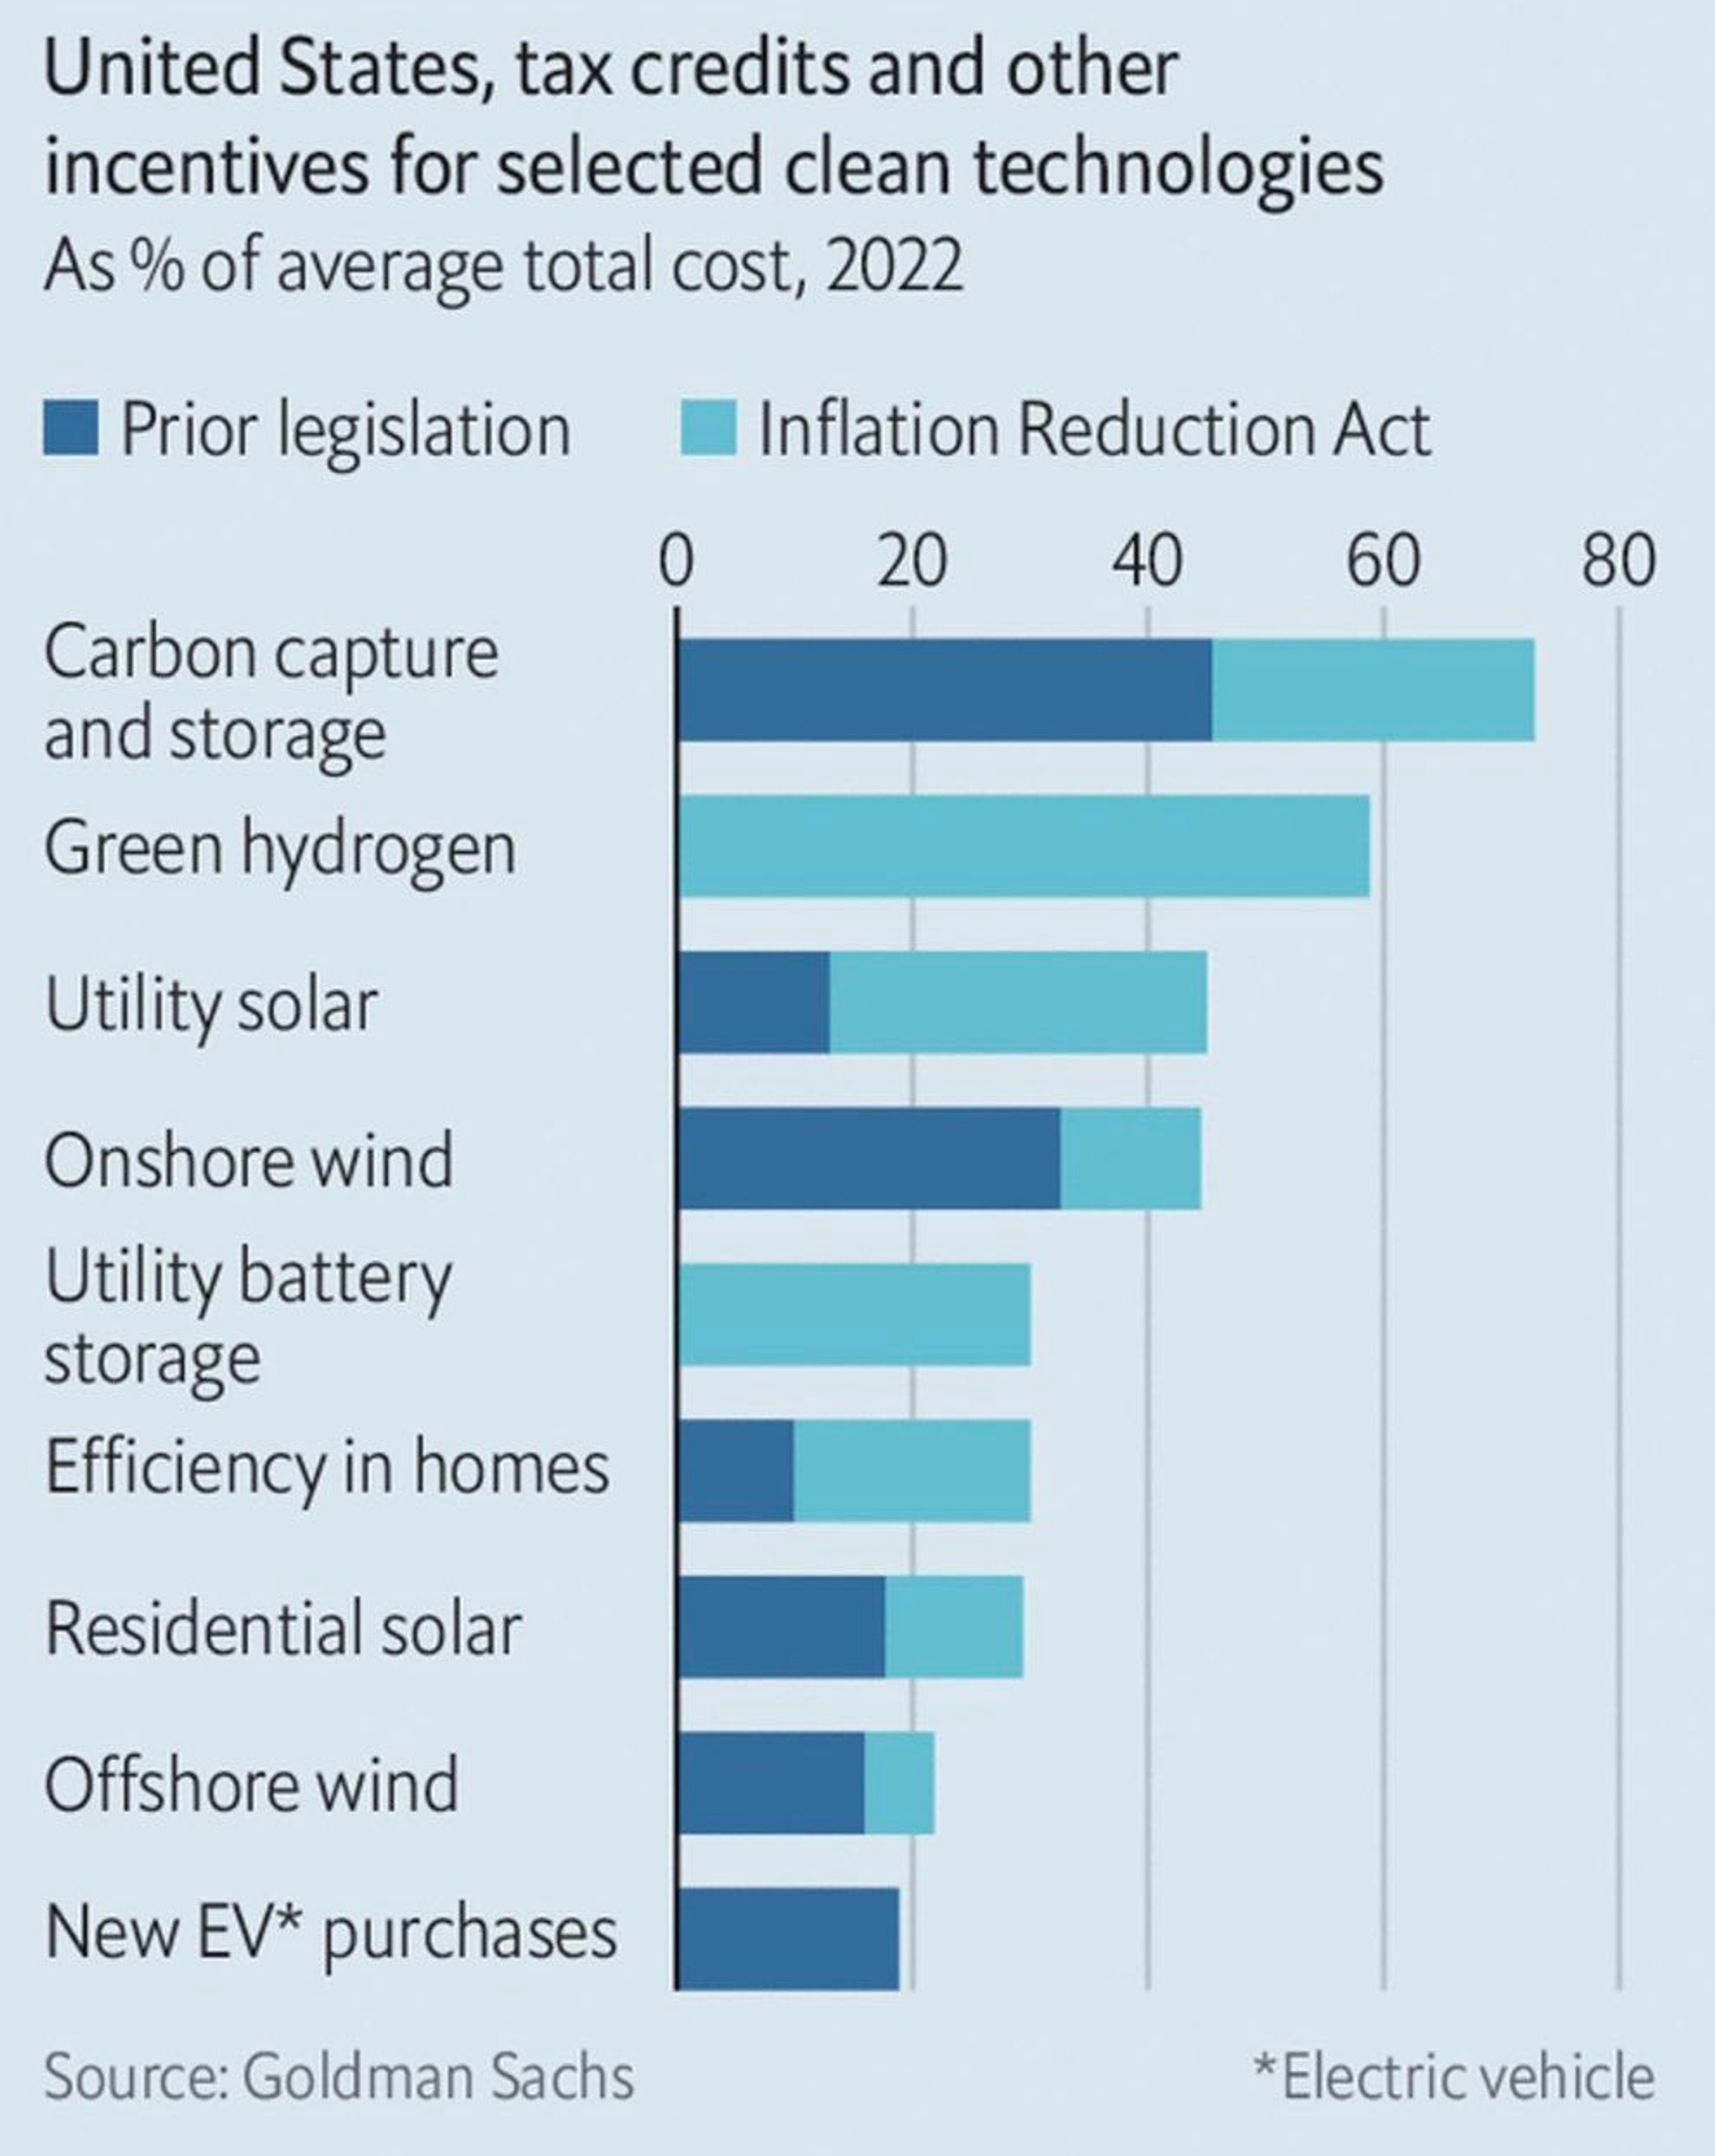 United States, tax credits and other
incentives for selected clean technologies
As % of average total cost, 2022
Prior legislation Inflation Reduction Act
0 20 40 60 80
Carbon capture
and storage
Green hydrogen
Utility solar
Onshore wind
Utility battery
storage
Efficiency in homes
Residential solar
Offshore wind
New EV* purchases
Source: Goldman Sachs *Electric vehicle